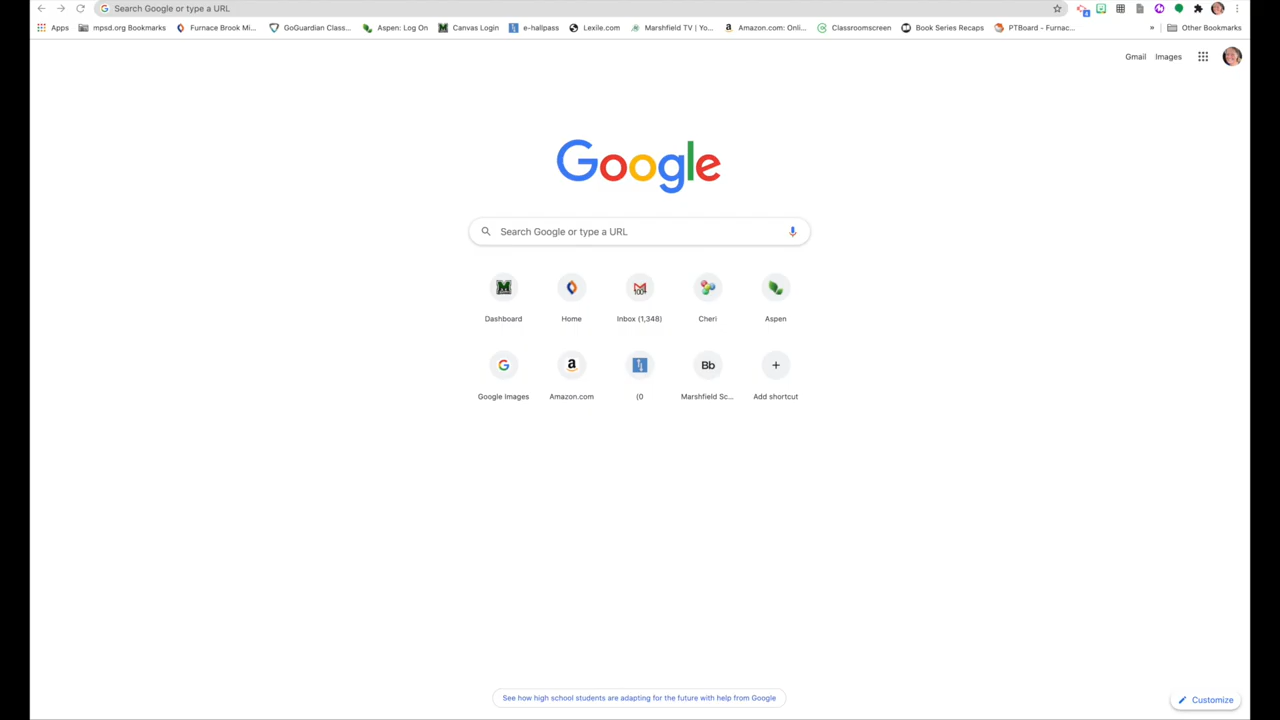 Search Google or type a URL
Apps mpsd.org Bookmarks Furnace Brook Mi... GoGuardian Class... Aspen: Log On Canvas Login e-hallpass Lexile.com Marshfield TV | Yo... Amazon.com: Onli... Classroomscreen Book Series Recaps PTBoard - Furnac... » Other Bookmarks
Gmail Images
Google
Search Google or type a URL
M 100+
Dashboard Home Inbox (1,348) Cheri Aspen
G a Bb +
Google Images Amazon.com (0 Marshfield Sc... Add shortcut
See how high school students are adapting for the future with help from Google
Customize